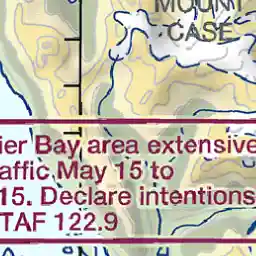 MOUNT
CASE
ier Bay area extensive
affic May 15 to
15. Declare intentions
TAF 122.9